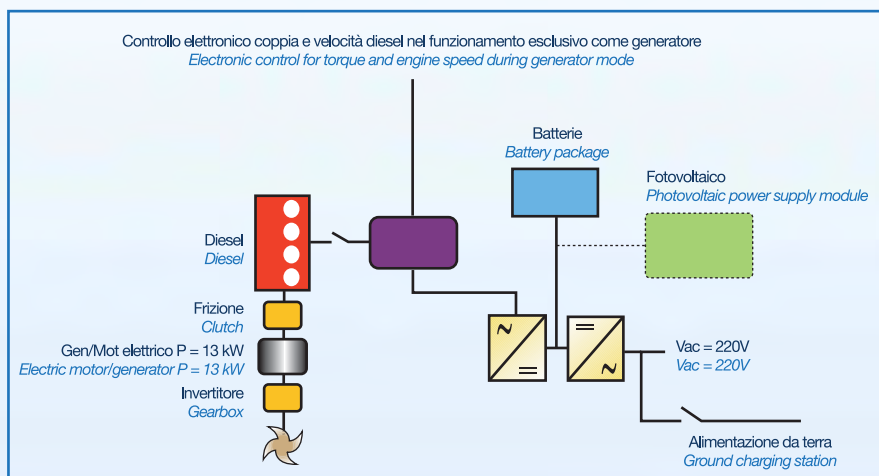 Controllo elettronico coppia e velocità diesel nel funzionamento esclusivo come generatore
Electronic control for torque and engine speed during generator mode
Batterie
Battery package
Fotovoltaico
Photovoltaic power supply module
Diesel
Diesel
Frizione
Clutch
Gen/Mot elettrico P = 13 kW
Electric motor/generator P = 13 kW
Invertitore
Gearbox
Vac = 220V
Vac = 220V
Alimentazione da terra
Ground charging station